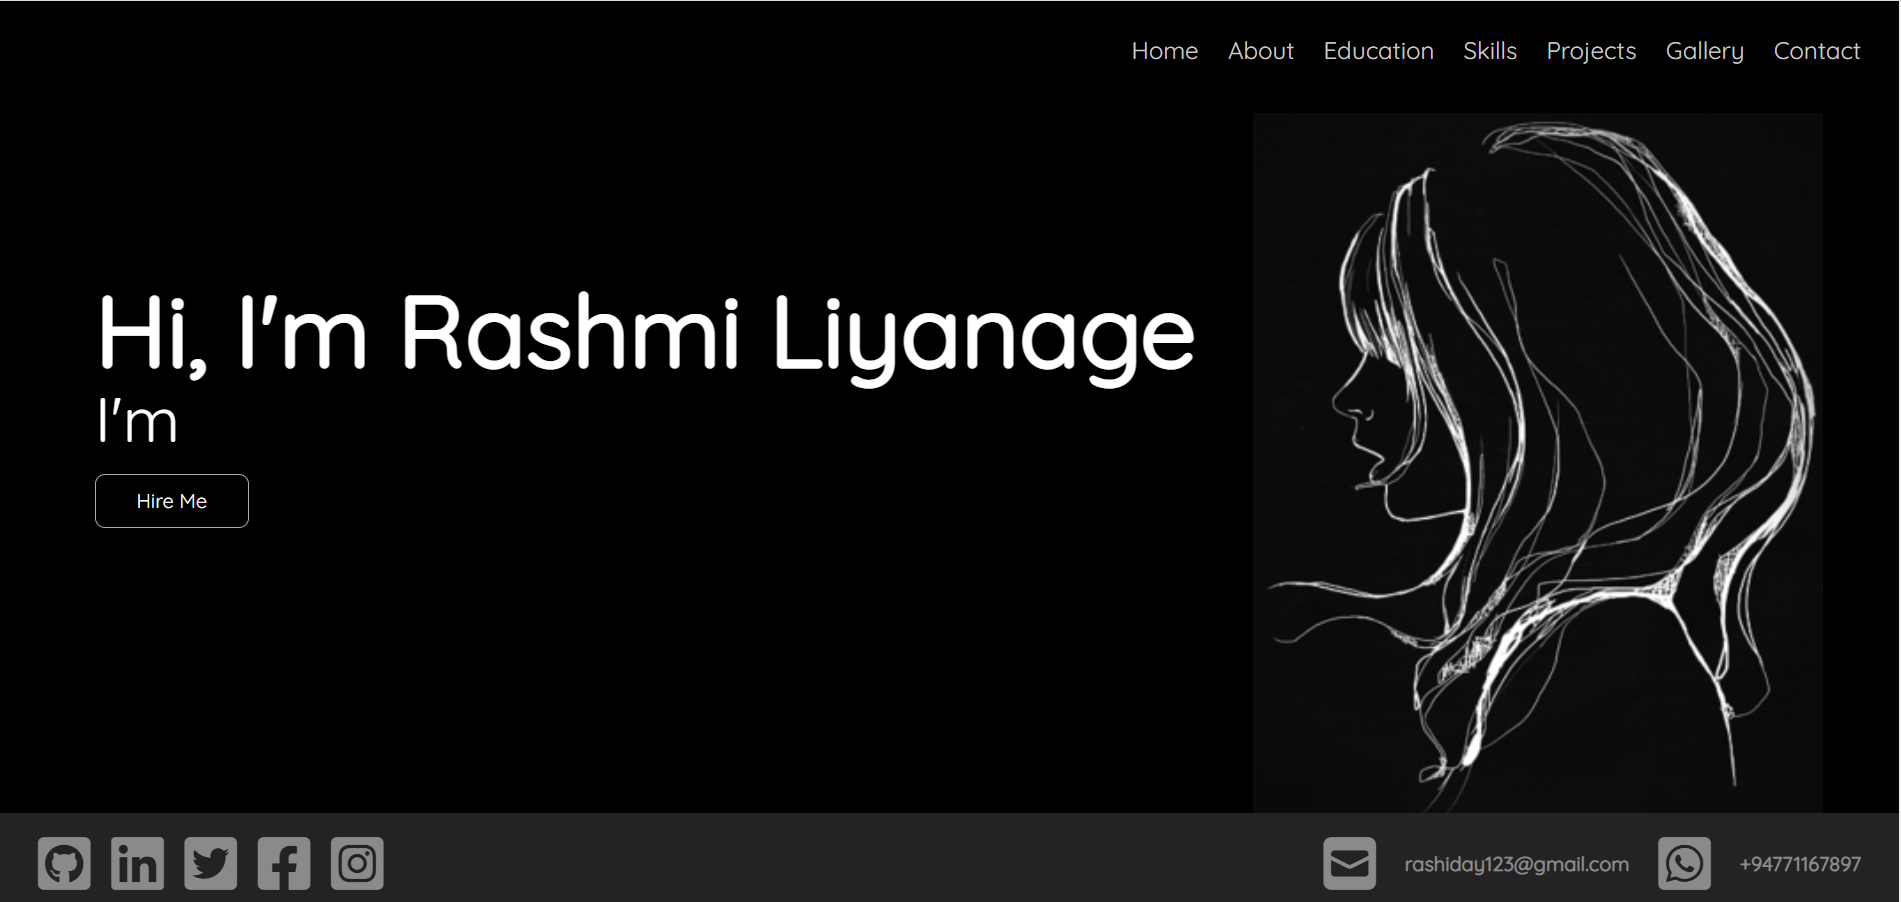 Home About Education Skills Projects Gallery Contact
Hi, I'm Rashmi Liyanage
I'm
Hire Me
rashiday123@gmail.com +94771167897